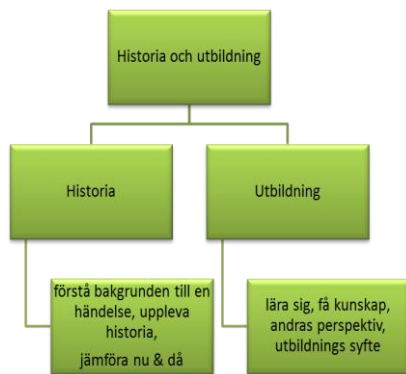 Historia och utbildning
Historia
Utbildning
förstå bakgrunden till en
händelse, uppleva
historia,
jämföra nu & då
lära sig, få kunskap,
andras perspektiv,
utbildnings syfte